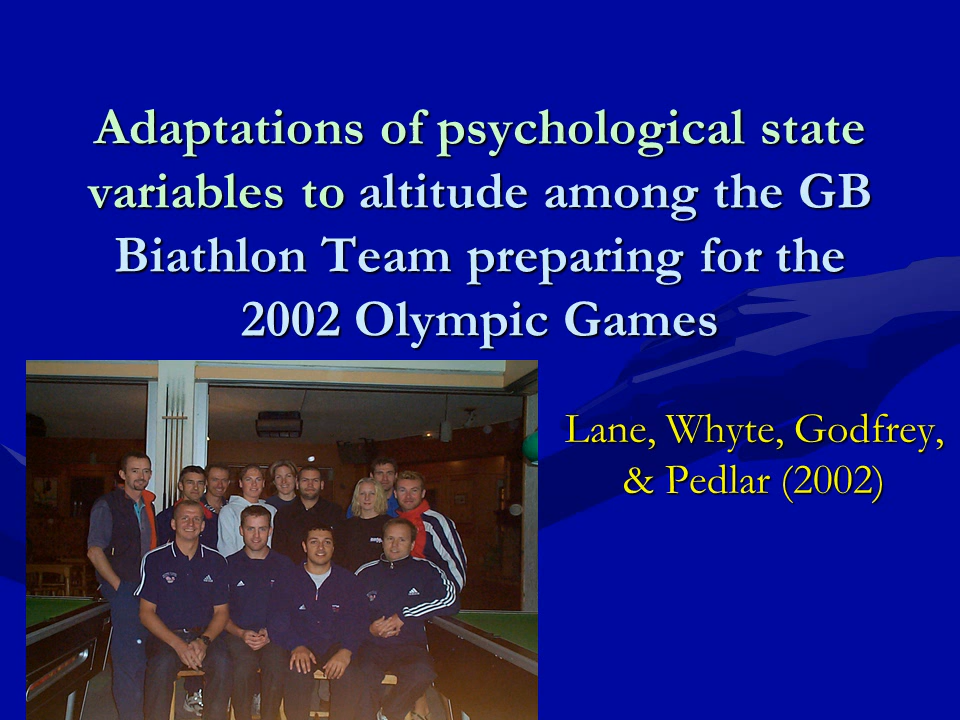 Adaptations of psychological state
variables to altitude among the GB
Biathlon Team preparing for the
2002 Olympic Games
Lane, Whyte, Godfrey,
& Pedlar (2002)